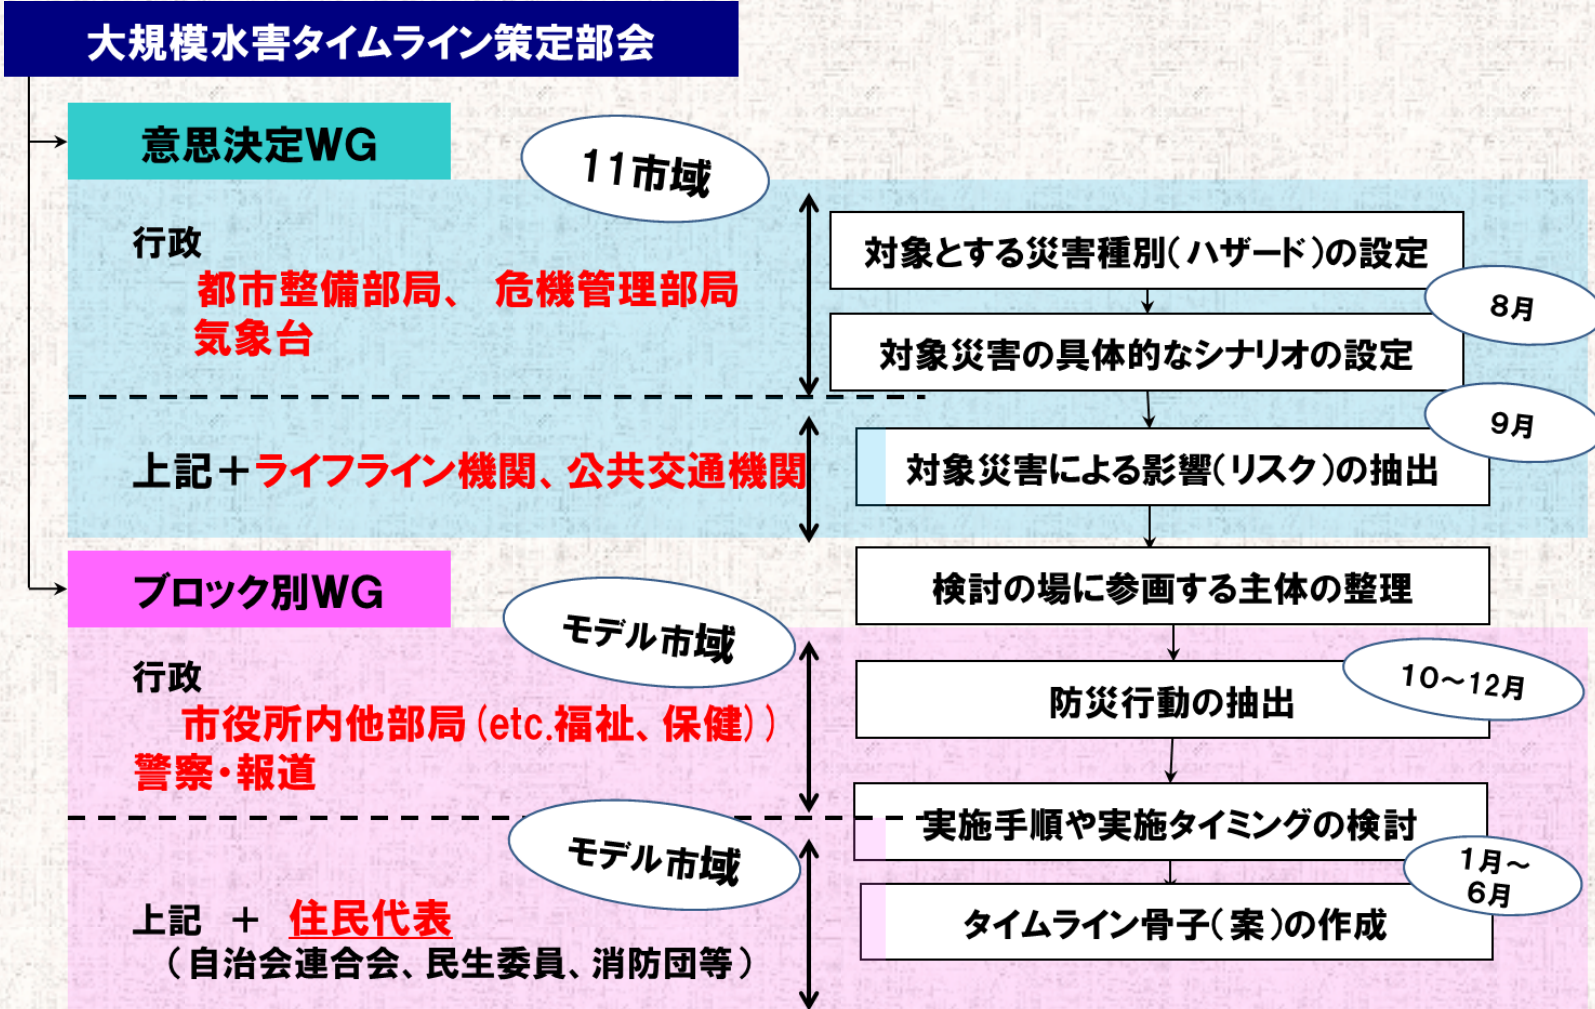 大規模水害タイムライン策定部会
意思決定WG
11市域
行政
都市整備部局、 危機管理部局
気象台
対象とする災害種別(ハザード)の設定
8月
対象災害の具体的なシナリオの設定
9月
上記+ライフライン機関、公共交通機関
対象災害による影響(リスク)の抽出
検討の場に参画する主体の整理
ブロック別WG
モデル市域
行政
市役所内他部局(etc.福祉、保健))
警察・報道
10~12月
防災行動の抽出
実施手順や実施タイミングの検討
モデル市域
1月~
6月
上記 + 住民代表
(自治会連合会、民生委員、消防団等)
タイムライン骨子(案)の作成